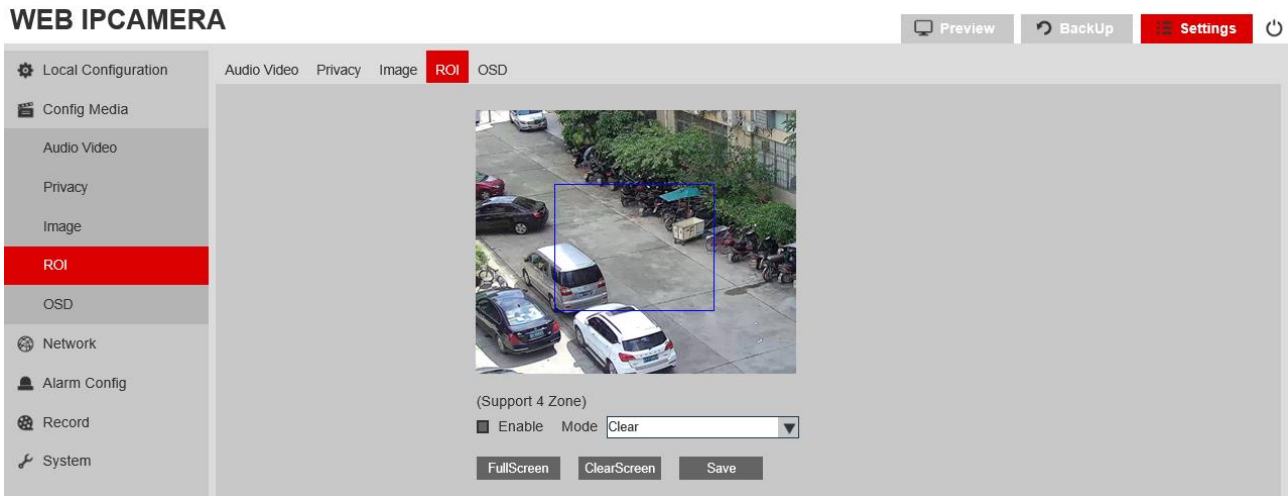 WEB IPCAMERA
Preview
BackUp
Settings
Local Configuration
Audio Video Privacy Image ROI OSD
Config Media
Audio Video
Privacy
Image
ROI
OSD
Network
Alarm Config
Record
System
(Support 4 Zone)
Enable Mode Clear
FullScreen ClearScreen Save